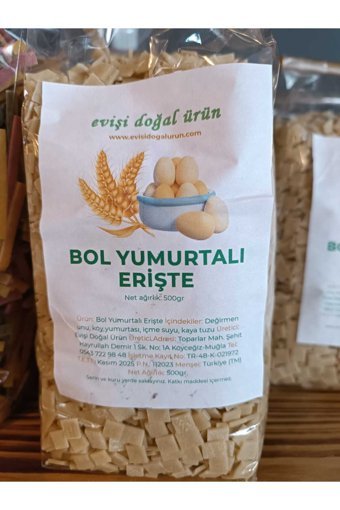 evişi doğal ürün
www.evisidogalurun.com
BOL YUMURTALI
ERİŞTE
Net ağırlık: 500gr
Ürün: Bol Yumurtalı Erişte İçindekiler: Değirmen
unu, köy yumurtası, içme suyu, kaya tuzu Üretici:
Evişi Doğal Ürün Üretici Adresi: Toparlar Mah. Şehit
Hayrullah Demir 1 Sk. No: 1A Köyceğiz-Muğla Tel:
0543 722 98 48 İşletme Kayıt No: TR-48-K-021972
T.E.T.T: Kasım 2025 P.N.: 112023 Menşei: Türkiye (TM)
Net Ağırlık: 500gr.
Serin ve kuru yerde saklayınız. Katkı maddesi içermez.